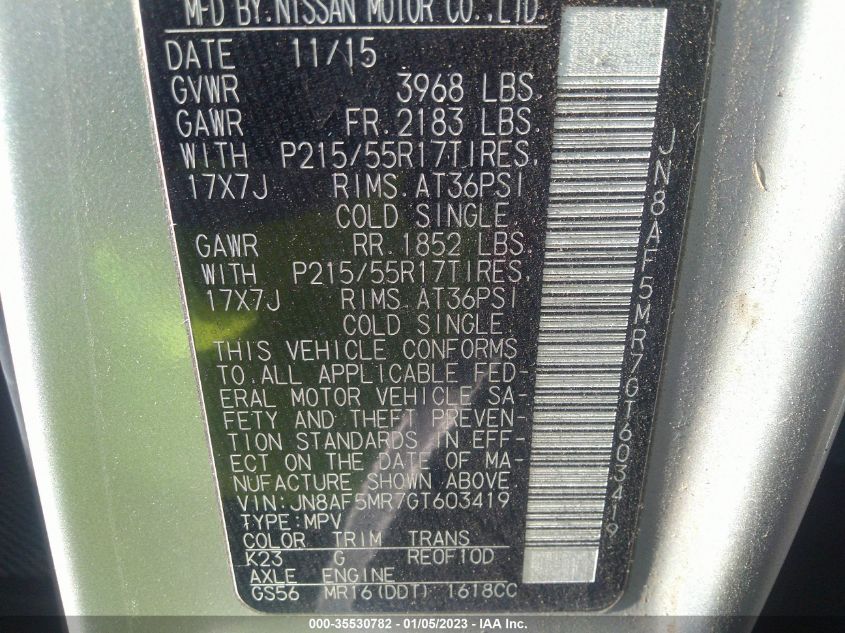 MFD BY: NISSAN MOTOR CO., LTD.
DATE 11/15
GVWR 3968 LBS.
GAWR FR. 2183 LBS.
WITH P215/55R17TIRES,
17X7J RIMS. AT36PSI
COLD SINGLE
GAWR RR. 1852 LBS.
WITH P215/55R17TIRES,
17X7J RIMS. AT36PSI
COLD SINGLE
THIS VEHICLE CONFORMS
TO ALL APPLICABLE FED-
ERAL MOTOR VEHICLE SA-
FETY AND THEFT PREVEN-
TION STANDARDS IN EFF-
ECT ON THE DATE OF MA-
NUFACTURE SHOWN ABOVE.
VIN: JN8AF5MR7GT603419
TYPE: MPV
COLOR TRIM TRANS
K23 G RE0F10D
AXLE ENGINE
GS56 MR16(DDT) 1618CC
JN8AF5MR7GT603419
000-35530782 - 01/05/2023 - IAA Inc.